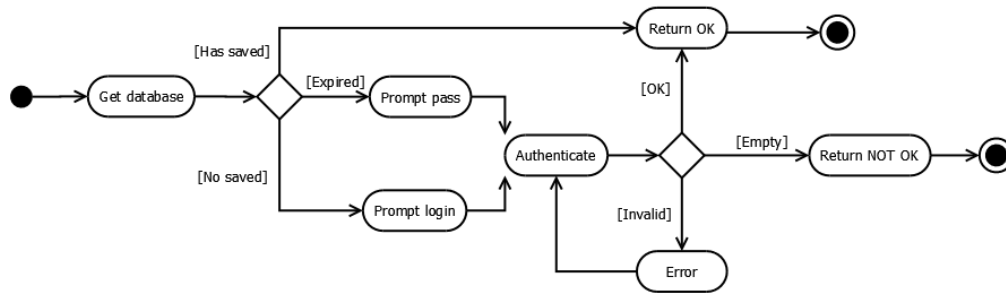 Return OK
[Has saved]
[Expired]
Get database
Prompt pass
[OK]
[Empty]
Authenticate
Return NOT OK
[No saved]
Prompt login
[Invalid]
Error